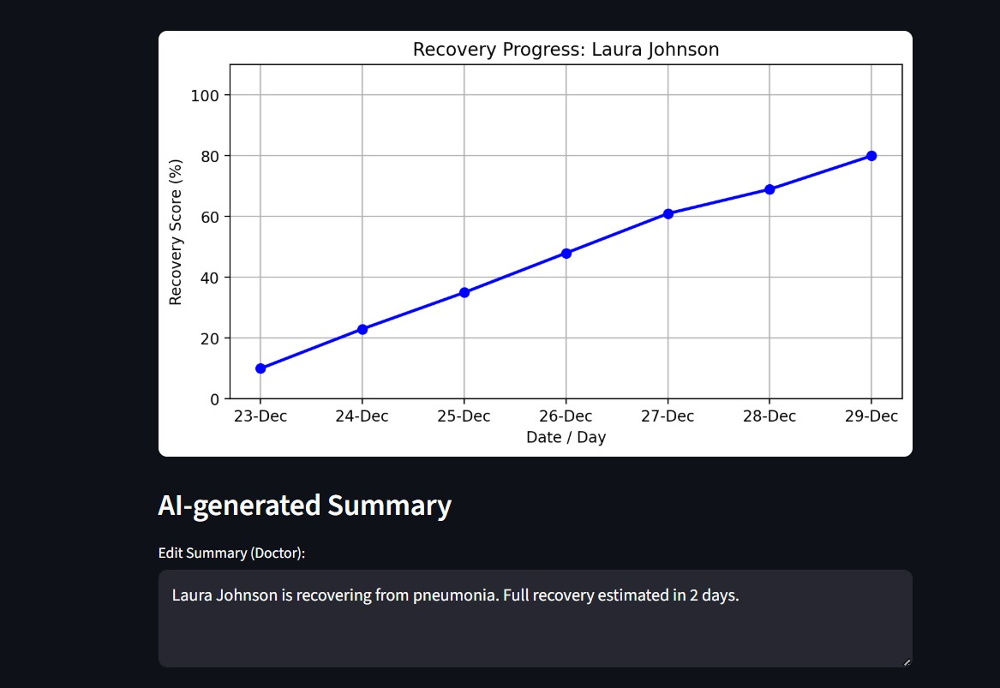 Recovery Progress: Laura Johnson
100
80
60
40
20
0
Recovery Score (%)
23-Dec 24-Dec 25-Dec 26-Dec 27-Dec 28-Dec 29-Dec
Date / Day
AI-generated Summary
Edit Summary (Doctor):
Laura Johnson is recovering from pneumonia. Full recovery estimated in 2 days.